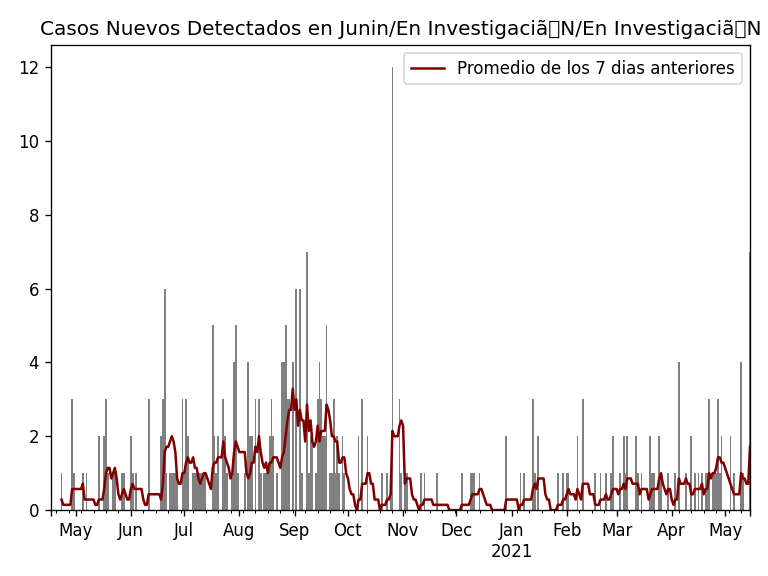 Casos Nuevos Detectados en Junin/En Investigaciã□N/En Investigaciã□N
Promedio de los 7 dias anteriores
12
10
8
6
4
2
0
May Jun Jul Aug Sep Oct Nov Dec Jan Feb Mar Apr May
2021